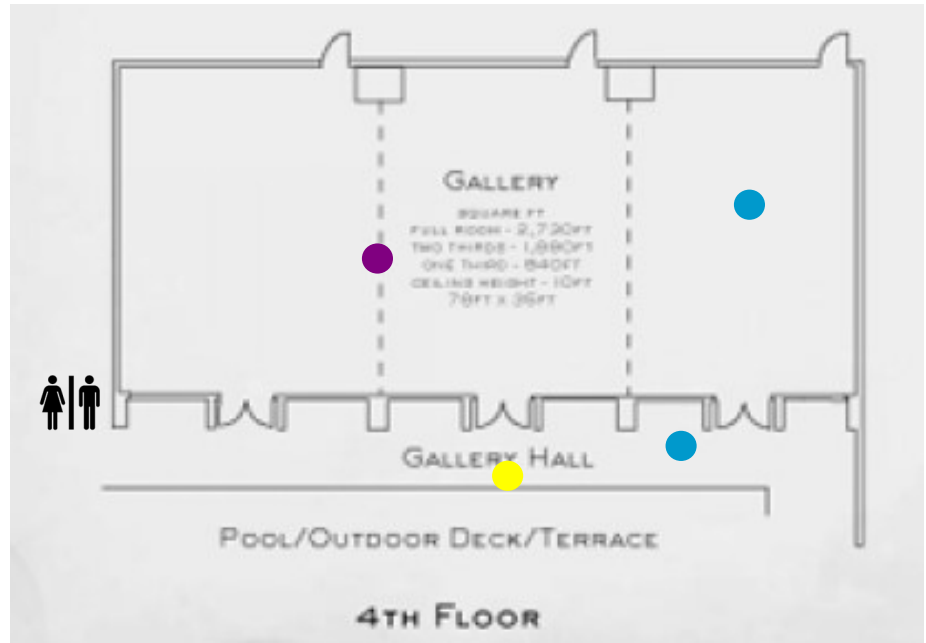 GALLERY
SQUARE FT
FULL ROOM - 2,730FT
TWO THIRDS - 1,880FT
ONE THIRD - 840FT
CEILING HEIGHT - 10FT
78FT X 35FT
GALLERY HALL
POOL/OUTDOOR DECK/TERRACE
4TH FLOOR